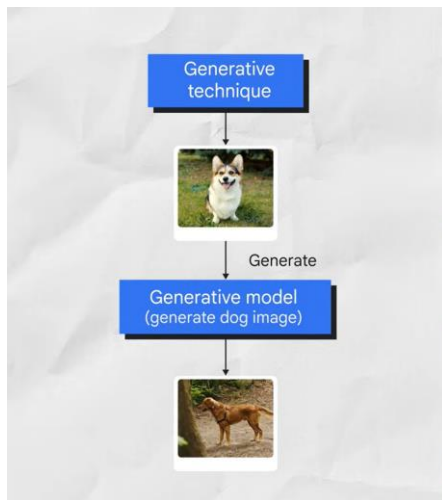 Generative
technique
Generate
Generative model
(generate dog image)